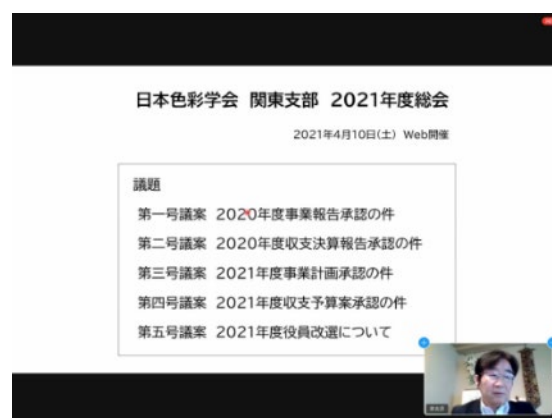 日本色彩学会 関東支部 2021年度総会
2021年4月10日(土) Web開催
議題
第一号議案 2020年度事業報告承認の件
第二号議案 2020年度収支決算報告承認の件
第三号議案 2021年度事業計画承認の件
第四号議案 2021年度収支予算案承認の件
第五号議案 2021年度役員改選について